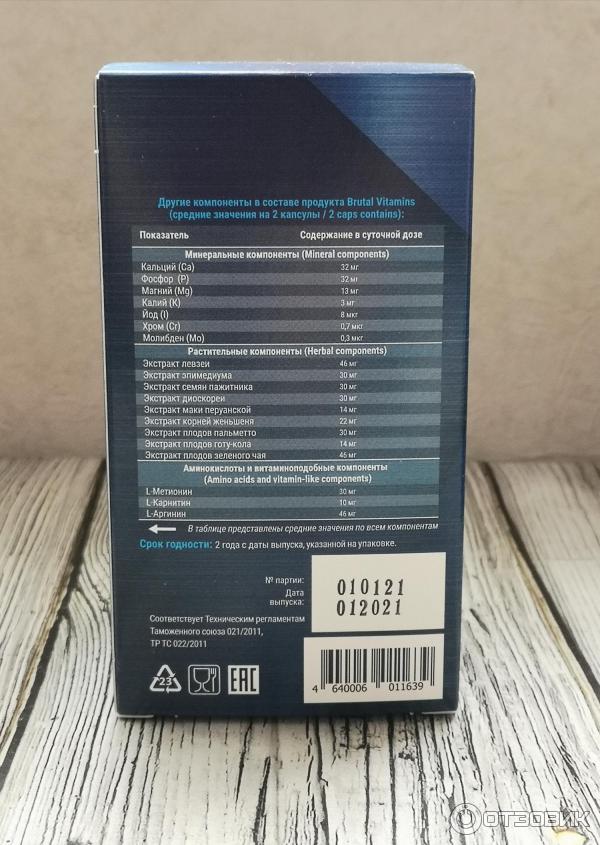 Другие компоненты в составе продукта Brutal Vitamins
(средние значения на 2 капсулы / 2 caps contains):
Показатель Содержание в суточной дозе
Минеральные компоненты (Mineral components)
Кальций (Ca) 32 мг
Фосфор (P) 32 мг
Магний (Mg) 13 мг
Калий (K) 3 мг
Йод (I) 8 мкг
Хром (Cr) 0,7 мкг
Молибден (Mo) 0,3 мкг
Растительные компоненты (Herbal components)
Экстракт левзеи 46 мг
Экстракт эпимедиума 30 мг
Экстракт семян пажитника 30 мг
Экстракт диоскореи 30 мг
Экстракт маки перуанской 14 мг
Экстракт корней женьшеня 22 мг
Экстракт плодов пальметто 30 мг
Экстракт плодов готу-кола 14 мг
Экстракт плодов зеленого чая 46 мг
Аминокислоты и витаминоподобные компоненты
(Amino acids and vitamin-like components)
L-Метионин 30 мг
L-Карнитин 10 мг
L-Аргинин 46 мг
В таблице представлены средние значения по всем компонентам
Срок годности: 2 года с даты выпуска, указанной на упаковке.
№ партии: 010121
Дата
выпуска: 012021
Соответствует Техническим регламентам
Таможенного союза 021/2011,
ТР ТС 022/2011
23
EAC
4 640006 011639
ОТЗОВИК